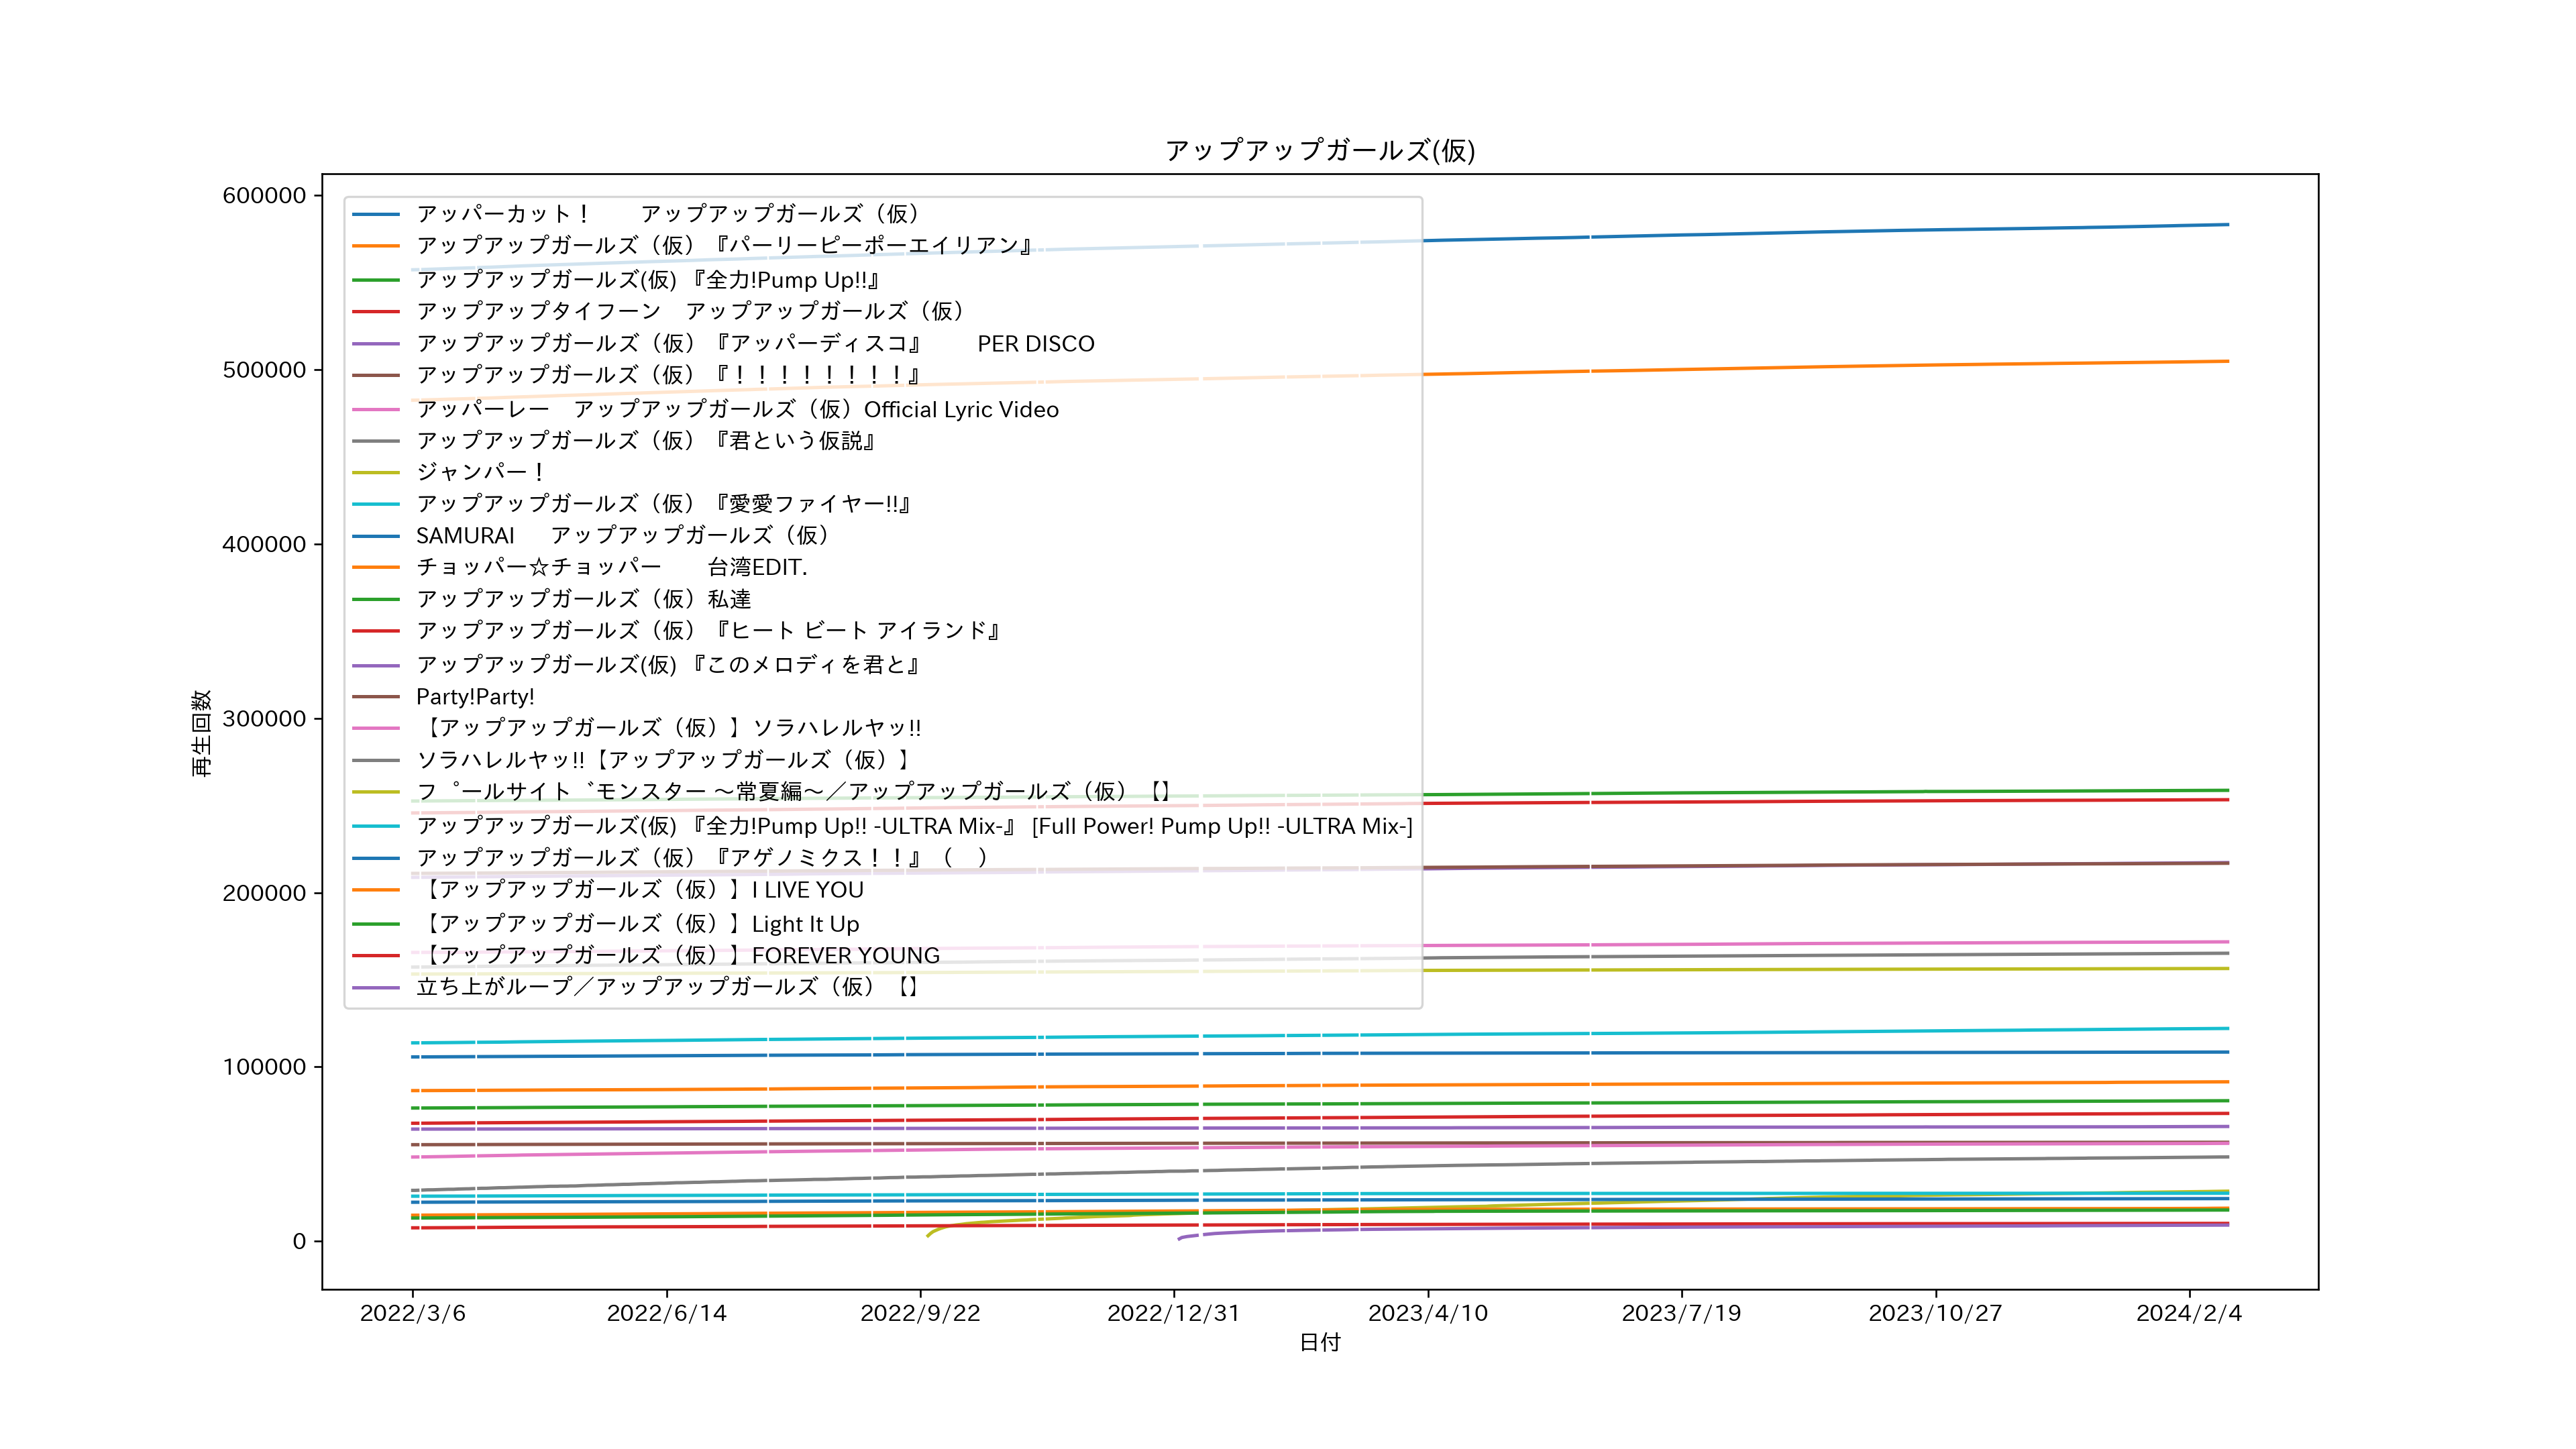 アップアップガールズ(仮)
600000
500000
400000
300000
200000
100000
0
再生回数
アッパーカット！　　アップアップガールズ（仮）
アップアップガールズ（仮）『パーリーピーポーエイリアン』
アップアップガールズ(仮) 『全力!Pump Up!!』
アップアップタイフーン　アップアップガールズ（仮）
アップアップガールズ（仮）『アッパーディスコ』　　PER DISCO
アップアップガールズ（仮）『！！！！！！！！』
アッパーレー　アップアップガールズ（仮）Official Lyric Video
アップアップガールズ（仮）『君という仮説』
ジャンパー！
アップアップガールズ（仮）『愛愛ファイヤー!!』
SAMURAI　 アップアップガールズ（仮）
チョッパー☆チョッパー　　台湾EDIT.
アップアップガールズ（仮）私達
アップアップガールズ（仮）『ヒート ビート アイランド』
アップアップガールズ(仮) 『このメロディを君と』
Party!Party!
【アップアップガールズ（仮）】ソラハレルヤッ!!
ソラハレルヤッ!!【アップアップガールズ（仮）】
フ゜ールサイト゛モンスター ～常夏編～／アップアップガールズ（仮）【】
アップアップガールズ(仮) 『全力!Pump Up!! -ULTRA Mix-』 [Full Power! Pump Up!! -ULTRA Mix-]
アップアップガールズ（仮）『アゲノミクス！！』（　）
【アップアップガールズ（仮）】I LIVE YOU
【アップアップガールズ（仮）】Light It Up
【アップアップガールズ（仮）】FOREVER YOUNG
立ち上がループ／アップアップガールズ（仮）【】
2022/3/6 2022/6/14 2022/9/22 2022/12/31 2023/4/10 2023/7/19 2023/10/27 2024/2/4
日付